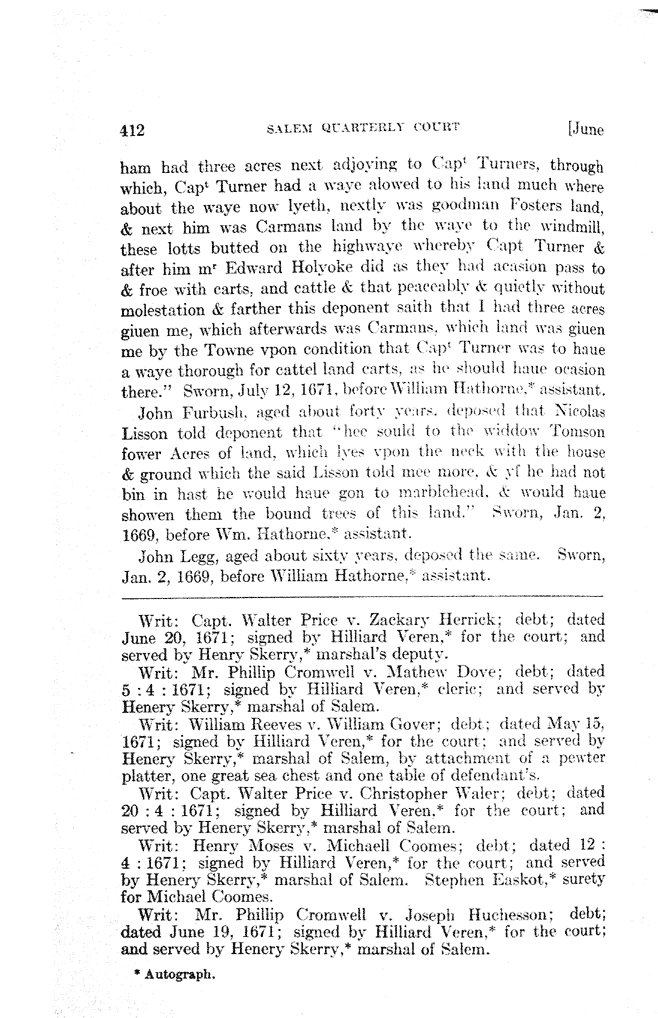 412 SALEM QUARTERLY COURT [June
ham had three acres next adjoying to Capᵗ Turners, through
which, Capᵗ Turner had a waye alowed to his land much where
about the waye now lyeth, nextly was goodman Fosters land,
& next him was Carmans land by the waye to the windmill,
these lotts butted on the highwaye whereby Capt Turner &
after him mʳ Edward Holyoke did as they had acasion pass to
& froe with carts, and cattle & that peaceably & quietly without
molestation & farther this deponent saith that I had three acres
giuen me, which afterwards was Carmans, which land was giuen
me by the Towne vpon condition that Capᵗ Turner was to haue
a waye thorough for cattel land carts, as he should haue ocasion
there." Sworn, July 12, 1671, before William Hathorne,* assistant.
John Furbush, aged about forty years, deposed that Nicolas
Lisson told deponent that "hee sould to the widdow Tomson
fower Acres of land, which lyes vpon the neck with the house
& ground which the said Lisson told mee more, & yf he had not
bin in hast he would haue gon to marblehead, & would haue
showen them the bound trees of this land." Sworn, Jan. 2,
1669, before Wm. Hathorne,* assistant.
John Legg, aged about sixty years, deposed the same. Sworn,
Jan. 2, 1669, before William Hathorne,* assistant.
Writ: Capt. Walter Price v. Zackary Herrick; debt; dated
June 20, 1671; signed by Hilliard Veren,* for the court; and
served by Henry Skerry,* marshal's deputy.
Writ: Mr. Phillip Cromwell v. Mathew Dove; debt; dated
5 : 4 : 1671; signed by Hilliard Veren,* cleric; and served by
Henery Skerry,* marshal of Salem.
Writ: William Reeves v. William Gover; debt; dated May 15,
1671; signed by Hilliard Veren,* for the court; and served by
Henery Skerry,* marshal of Salem, by attachment of a pewter
platter, one great sea chest and one table of defendant's.
Writ: Capt. Walter Price v. Christopher Waler; debt; dated
20 : 4 : 1671; signed by Hilliard Veren,* for the court; and
served by Henery Skerry,* marshal of Salem.
Writ: Henry Moses v. Michaell Coomes; debt; dated 12 :
4 : 1671; signed by Hilliard Veren,* for the court; and served
by Henery Skerry,* marshal of Salem. Stephen Easkot,* surety
for Michael Coomes.
Writ: Mr. Phillip Cromwell v. Joseph Huchesson; debt;
dated June 19, 1671; signed by Hilliard Veren,* for the court;
and served by Henery Skerry,* marshal of Salem.
* Autograph.